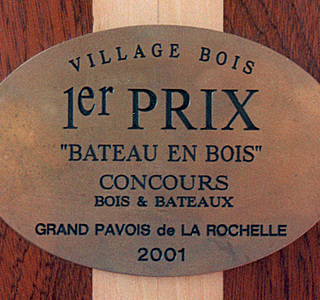 VILLAGE BOIS
1er PRIX
"BATEAU EN BOIS"
CONCOURS
BOIS & BATEAUX
GRAND PAVOIS de LA ROCHELLE
2001